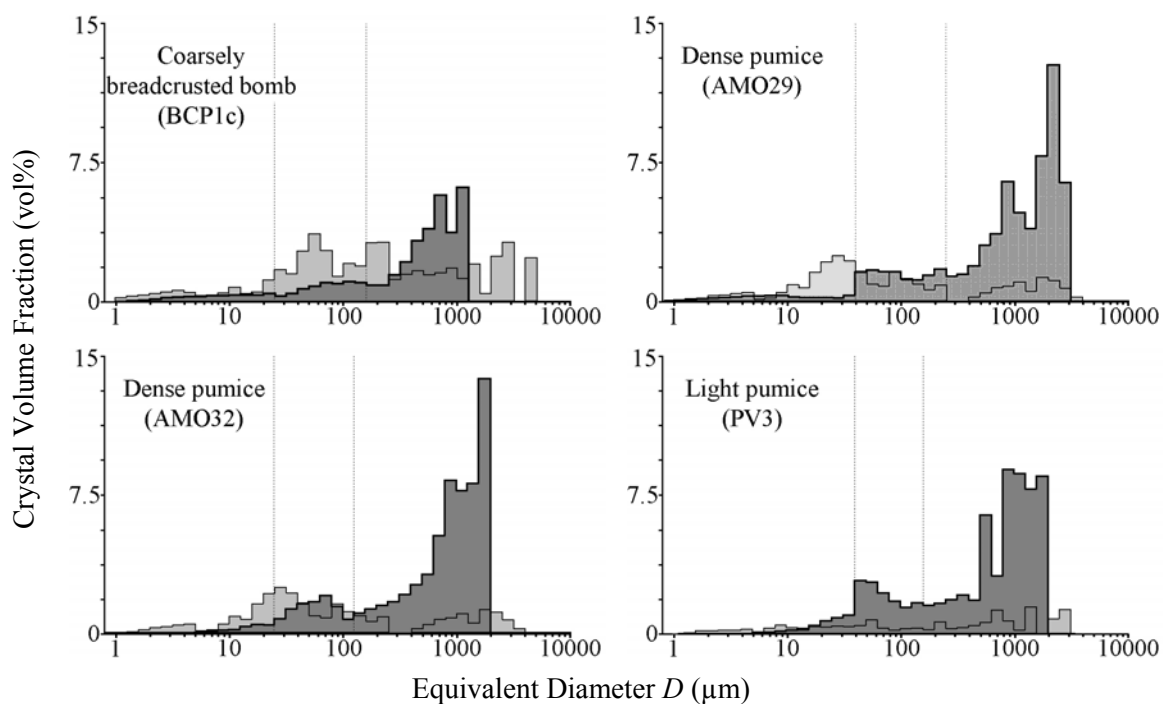 Crystal Volume Fraction (vol%)
15
7.5
0
Coarsely
breadcrusted bomb
(BCP1c)
1 10 100 1000 10000
15
7.5
0
Dense pumice
(AMO29)
1 10 100 1000 10000
15
7.5
0
Dense pumice
(AMO32)
1 10 100 1000 10000
15
7.5
0
Light pumice
(PV3)
1 10 100 1000 10000
Equivalent Diameter D (µm)